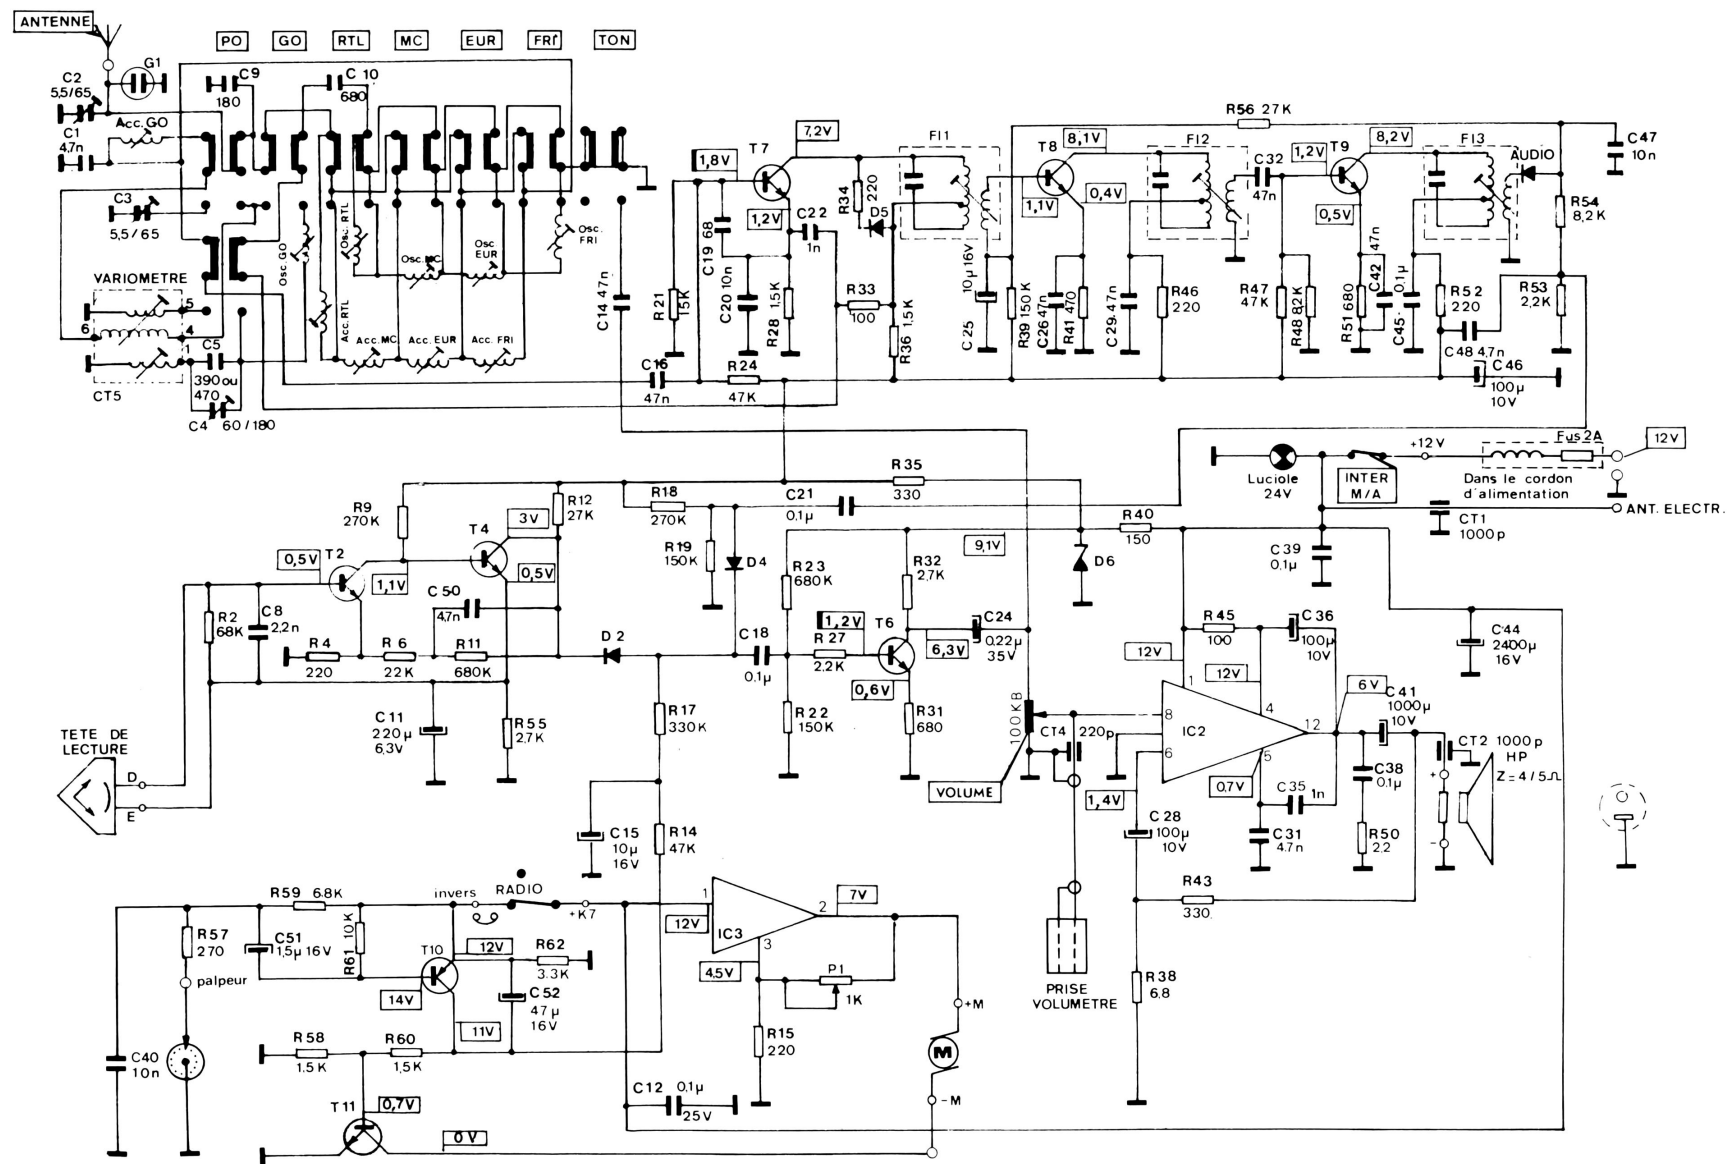 ANTENNE
PO GO RTL MC EUR FRI TON
C2
5,5/65
G1
C9
180
C 10
680
C1
4,7n
Acc. GO
C3
5,5 / 65
Osc. GO
Osc. RTL
Osc. MC
Osc
EUR
Osc.
FRI
VARIOMETRE
5
6
4
1
CT5
C5
390 ou
470
C4
60 / 180
Acc. RTL
Acc. MC
Acc. EUR
Acc. FRI
C14 47n
C16
47n
R21
15K
R24
47K
1,8V
T7
7,2V
1,2V
C19 68
C20 10n
R28 1,5K
C22
1n
R34
220
D5
R33
100
R36 1,5K
FI1
10µ 16V
C 25
R39 150 K
T8
8,1V
1,1V
0,4V
C26 47n
R41 470
C29 47n
R46
220
FI2
C32
47n
R56 27K
1,2V
T9
8,2V
0,5V
R47
47K
R48 82K
R51 680
C42 47n
C45 0,1µ
R52
220
C48 4,7n
C46
100µ
10V
FI3
AUDIO
C47
10n
R54
8,2K
R53
2,2K
Luciole
24V
INTER
M/A
+12V
Fus 2A
12V
Dans le cordon
d'alimentation
ANT. ELECTR.
CT1
1000p
R9
270K
R12
27K
R18
270K
C21
0,1µ
R35
330
R40
150
9,1V
D6
C39
0,1µ
T2
0,5V
1,1V
T4
3V
0,5V
R19
150K
D4
R23
680K
R32
2,7K
R2
68K
C8
2,2n
C 50
4,7n
R4
220
R 6
22K
R11
680K
D2
C18
0,1µ
R27
2.2K
1,2V
T6
6,3V
0,6V
C24
0,22µ
35V
R45
100
C36
100µ
10V
12V
12V
C44
2400µ
16V
C11
220µ
6,3V
R55
2,7K
R17
330K
R22
150K
R31
680
100KB
CT4
220p
VOLUME
1
8
4
IC2
6
5
12
6V
C41
1000µ
10V
CT2 1000p
HP
Z = 4 / 5Ω
+
-
0,7V
1,4V
C35
1n
C38
0,1µ
R50
2,2
C31
4.7n
C28
100µ
10V
R43
330
R38
6,8
TETE DE
LECTURE
D
E
C15
10µ
16V
R14
47K
R59 6.8K
invers
RADIO
+K7
R57
270
palpeur
C51
1,5µ 16V
R61 10K
T10
12V
R62
3.3K
14V
C52
47µ
16V
11V
C40
10n
R58
1.5K
R60
1,5K
T11
0,7V
0V
1
12V
IC3
2
3
7V
4.5V
P1
1K
R15
220
C12
0.1µ
25V
+M
M
-M
PRISE
VOLUMETRE